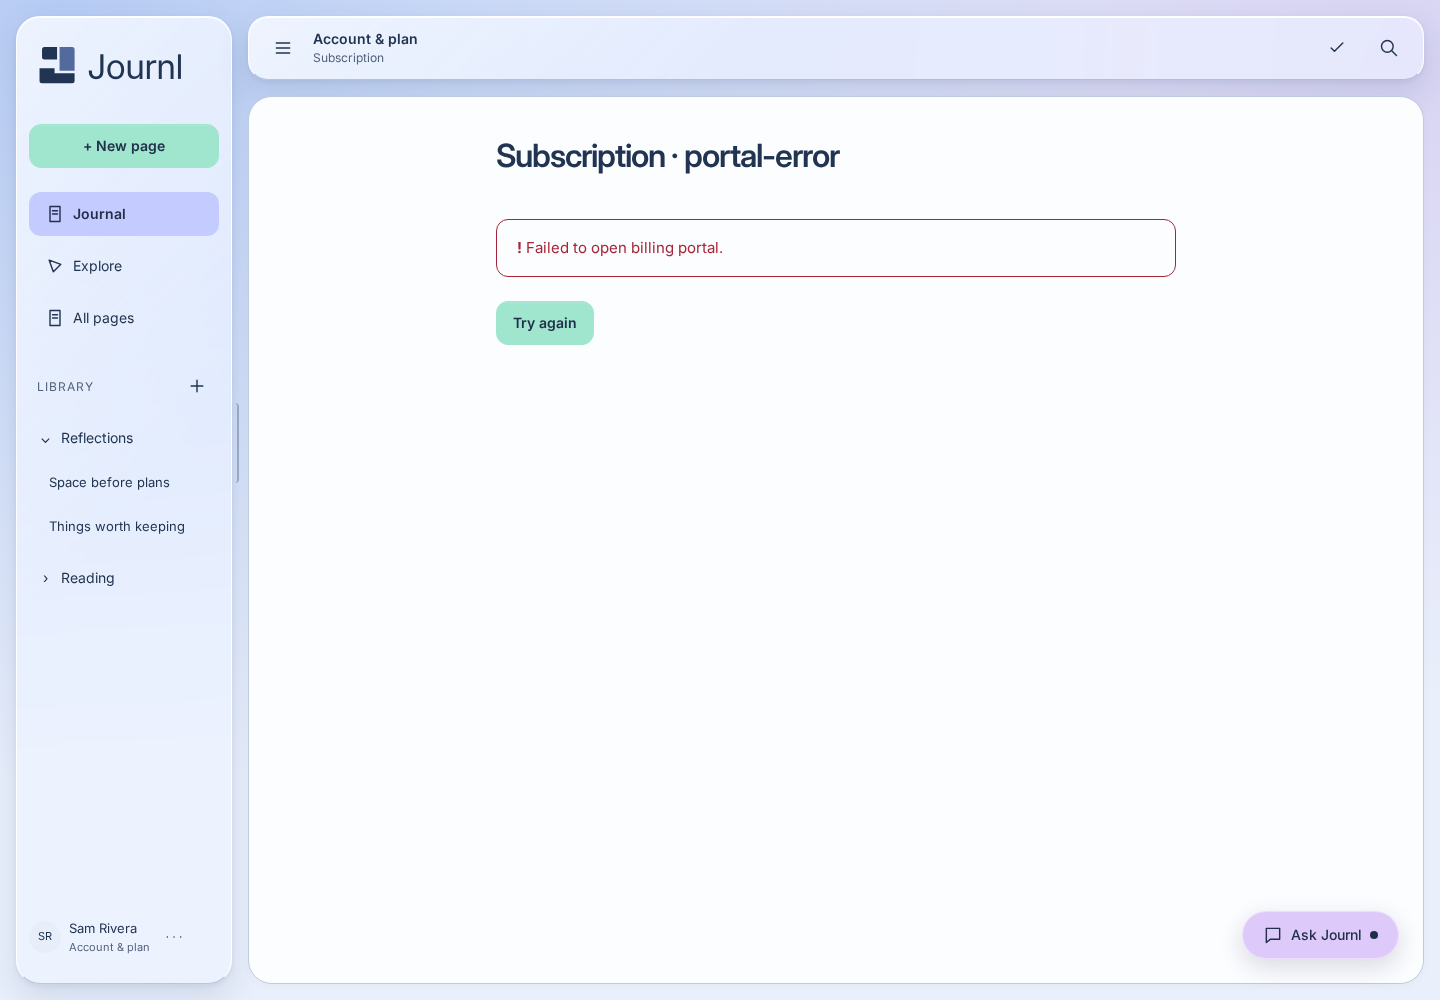 Journl
+ New page
Journal
Explore
All pages
LIBRARY
Reflections
Space before plans
Things worth keeping
Reading
SR
Sam Rivera
Account & plan
···
Account & plan
Subscription
Subscription · portal-error
! Failed to open billing portal.
Try again
Ask Journl